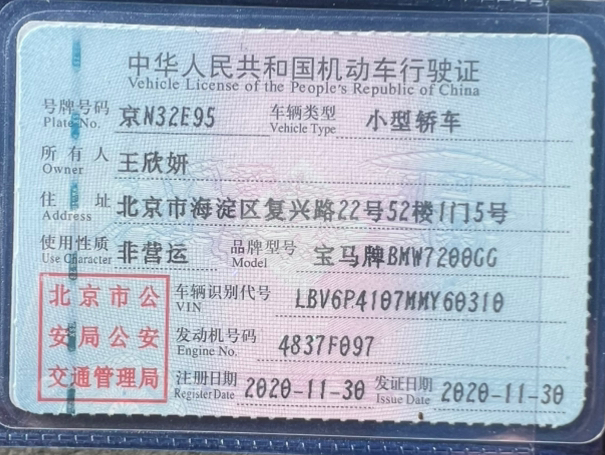 中华人民共和国机动车行驶证
Vehicle License of the People's Republic of China
号牌号码 京N32E95 车辆类型 小型轿车
Plate No. Vehicle Type
所有人 王欣妍
Owner
住址 北京市海淀区复兴路22号52楼1门5号
Address
使用性质 非营运 品牌型号 宝马牌BMW7200GG
Use Character Model
北京市公 车辆识别代号 LBV6P4107MMY60310
VIN
安局公安 发动机号码 4837F097
Engine No.
交通管理局 注册日期 2020-11-30 发证日期 2020-11-30
Register Date Issue Date